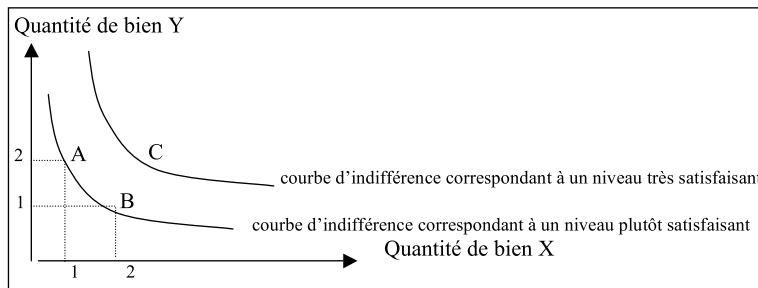 Quantité de bien Y
A
C
2
courbe d'indifférence correspondant à un niveau très satisfaisant
B
1
courbe d'indifférence correspondant à un niveau plutôt satisfaisant
Quantité de bien X
1 2